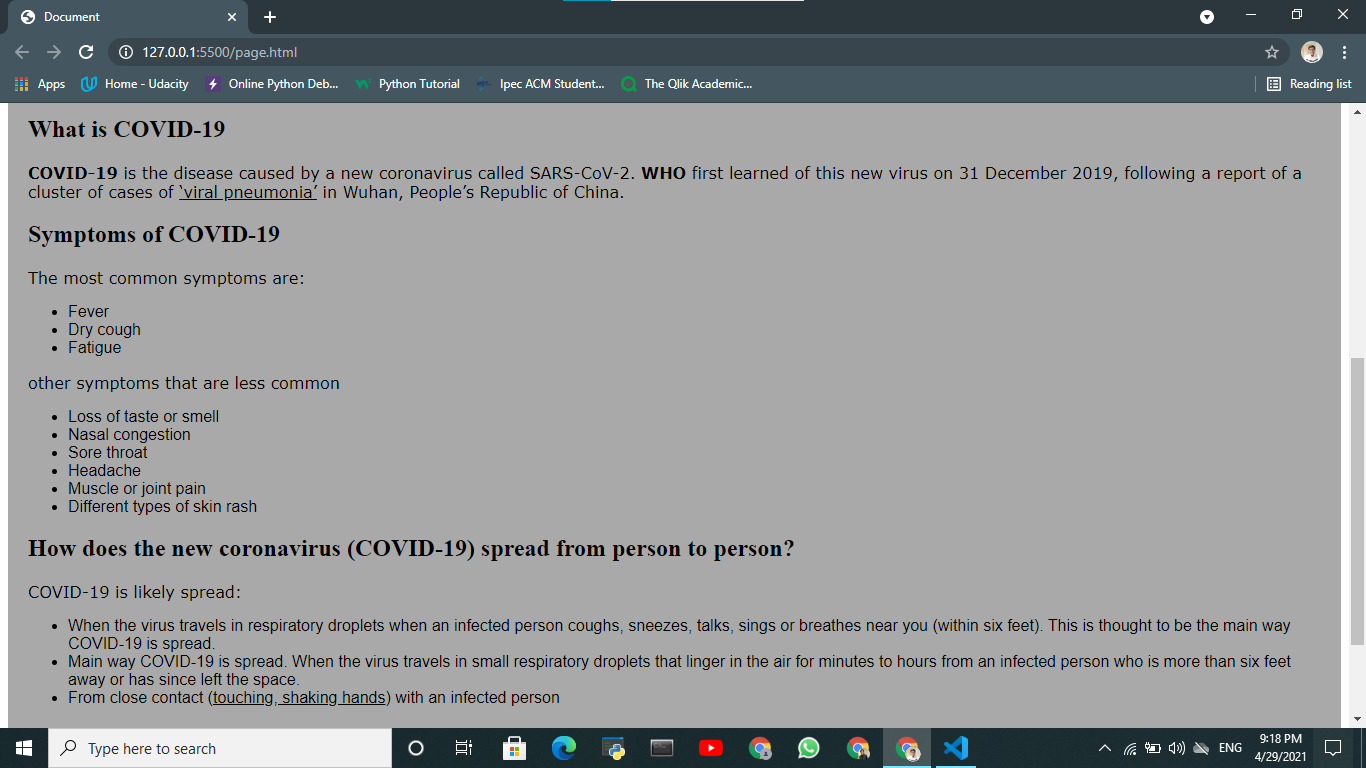 Document
127.0.0.1:5500/page.html
Apps
Home - Udacity
Online Python Deb...
Python Tutorial
Ipec ACM Student...
The Qlik Academic...
Reading list
What is COVID-19
COVID-19 is the disease caused by a new coronavirus called SARS-CoV-2. WHO first learned of this new virus on 31 December 2019, following a report of a
cluster of cases of ‘viral pneumonia’ in Wuhan, People’s Republic of China.
Symptoms of COVID-19
The most common symptoms are:
• Fever
• Dry cough
• Fatigue
other symptoms that are less common
• Loss of taste or smell
• Nasal congestion
• Sore throat
• Headache
• Muscle or joint pain
• Different types of skin rash
How does the new coronavirus (COVID-19) spread from person to person?
COVID-19 is likely spread:
• When the virus travels in respiratory droplets when an infected person coughs, sneezes, talks, sings or breathes near you (within six feet). This is thought to be the main way
COVID-19 is spread.
• Main way COVID-19 is spread. When the virus travels in small respiratory droplets that linger in the air for minutes to hours from an infected person who is more than six feet
away or has since left the space.
• From close contact (touching, shaking hands) with an infected person
Type here to search
ENG
9:18 PM
4/29/2021